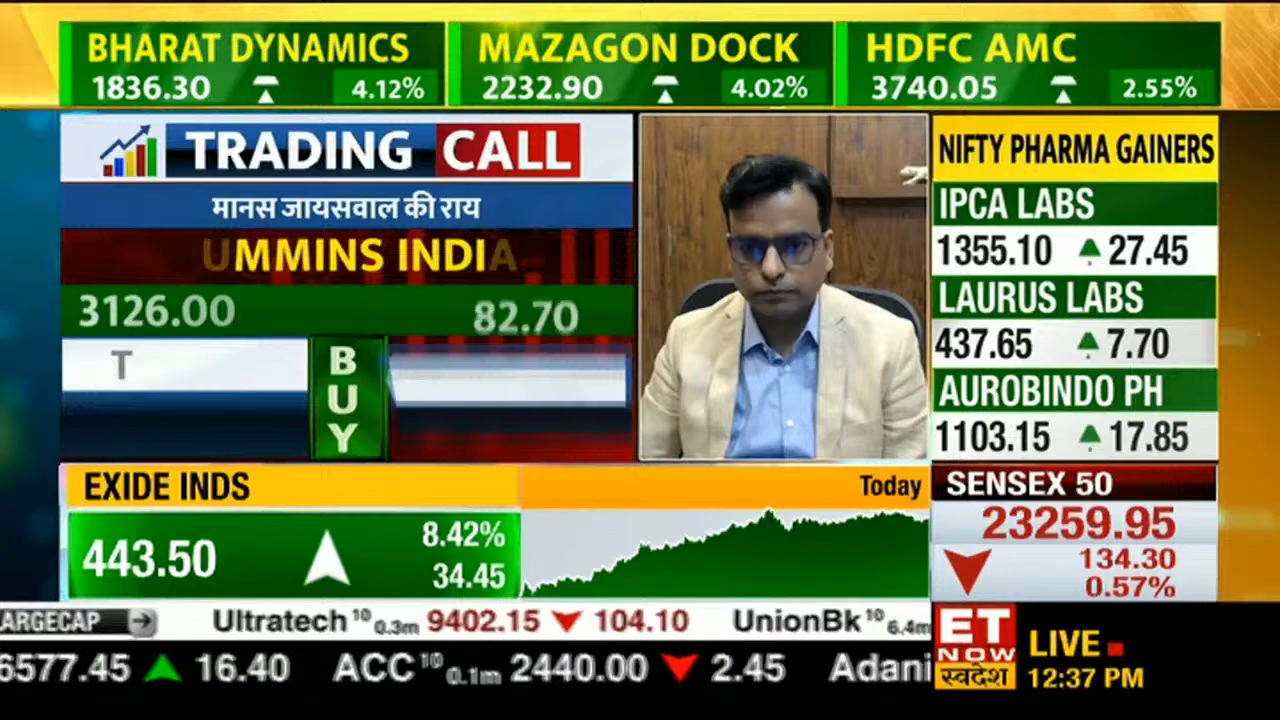 BHARAT DYNAMICS
1836.30 4.12%
MAZAGON DOCK
2232.90 4.02%
HDFC AMC
3740.05 2.55%
TRADING CALL
मानस जायसवाल की राय
UMMINS INDIA
3126.00 82.70
T
BUY
NIFTY PHARMA GAINERS
IPCA LABS
1355.10 27.45
LAURUS LABS
437.65 7.70
AUROBINDO PH
1103.15 17.85
EXIDE INDS
Today
443.50
8.42%
34.45
SENSEX 50
23259.95
134.30
0.57%
ARGECAP Ultratech 10 0.3m 9402.15 104.10 UnionBk 10 6.4m
6577.45 16.40 ACC 10 0.1m 2440.00 2.45 Adani
ET NOW स्वदेश
LIVE
12:37 PM